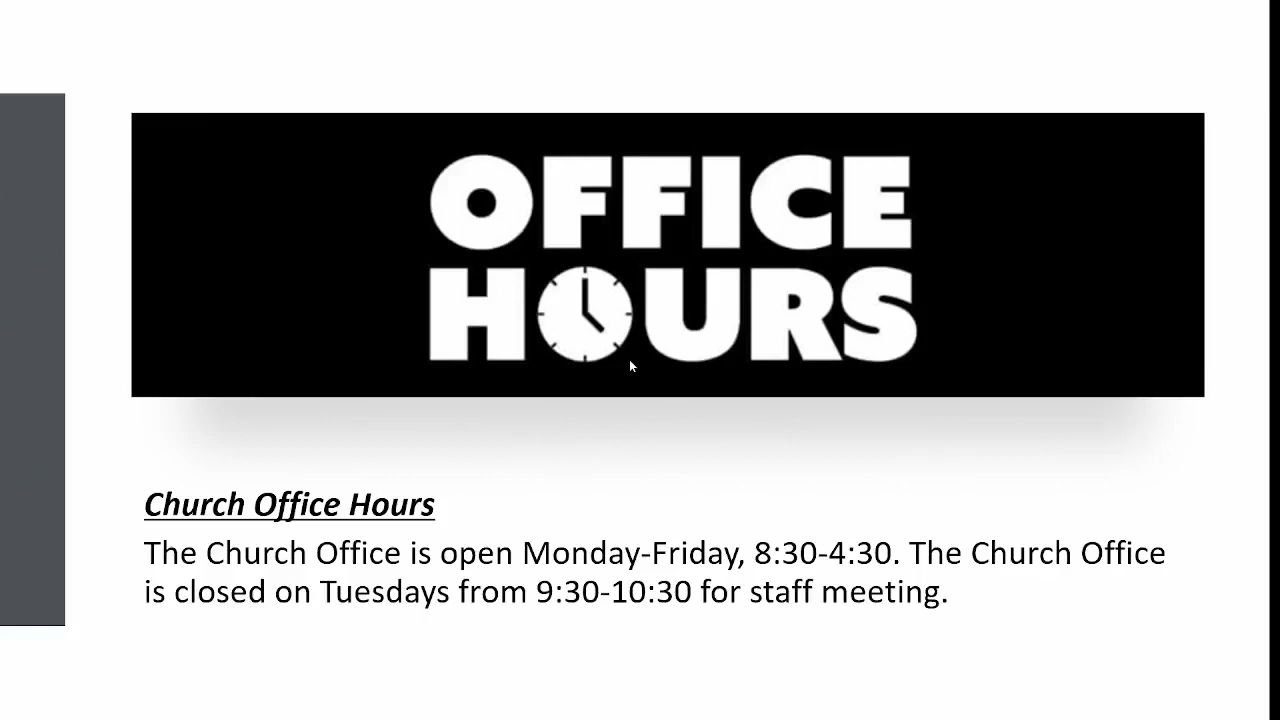 OFFICE
HOURS
Church Office Hours
The Church Office is open Monday-Friday, 8:30-4:30. The Church Office
is closed on Tuesdays from 9:30-10:30 for staff meeting.